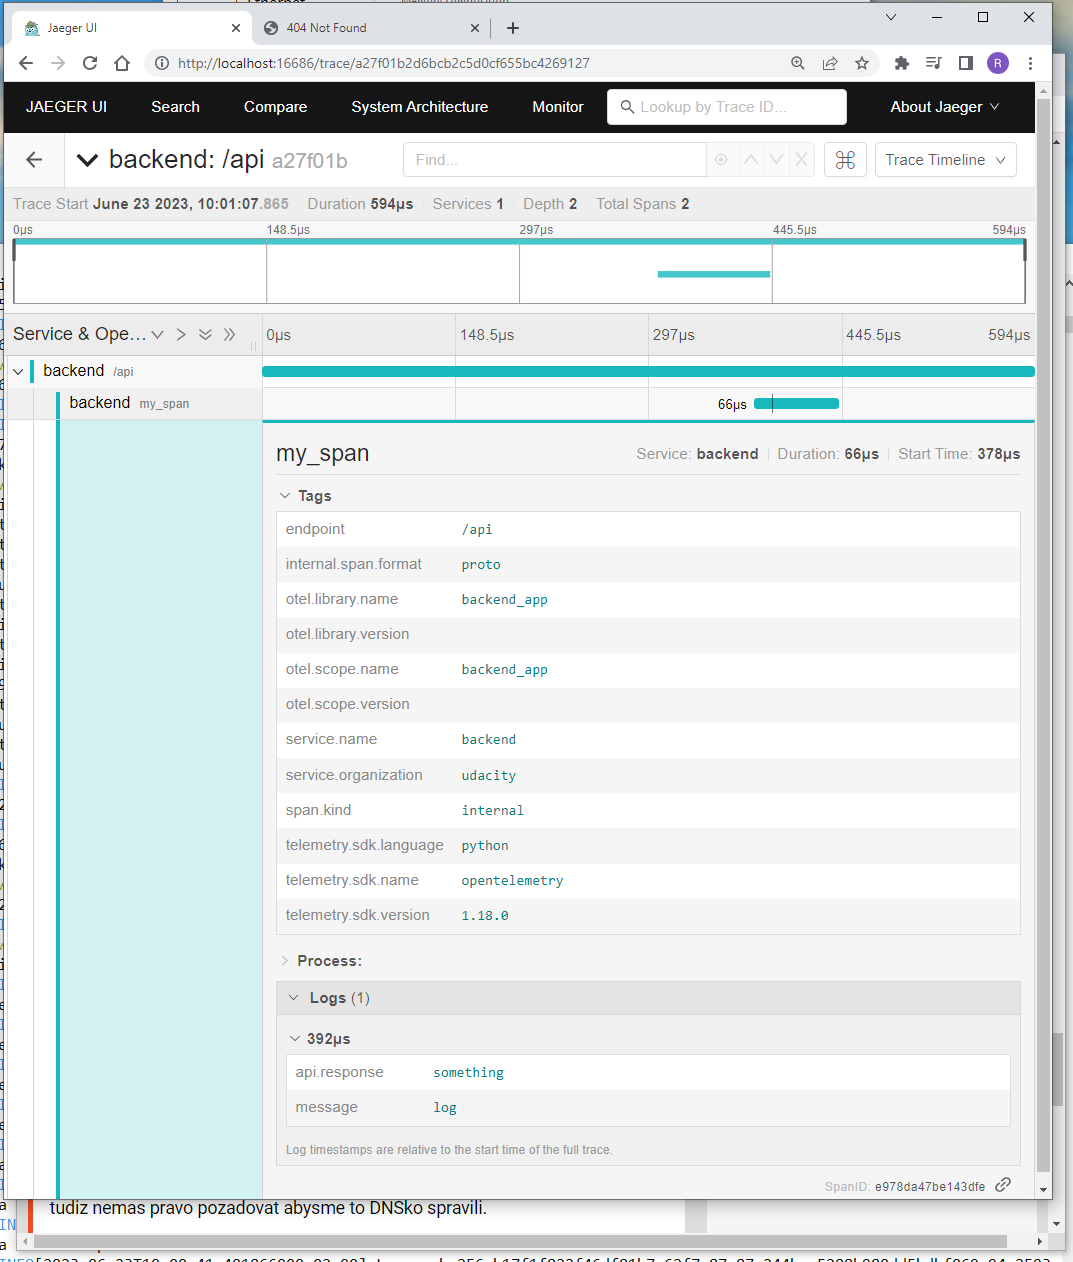 Jaeger UI
404 Not Found
http://localhost:16686/trace/a27f01b2d6bcb2c5d0cf655bc4269127
R
JAEGER UI Search Compare System Architecture Monitor Lookup by Trace ID... About Jaeger
backend: /api a27f01b Find... Trace Timeline
Trace Start June 23 2023, 10:01:07.865 Duration 594μs Services 1 Depth 2 Total Spans 2
0μs 148.5μs 297μs 445.5μs 594μs
Service & Ope... 0μs 148.5μs 297μs 445.5μs 594μs
backend /api
backend my_span 66μs
my_span Service: backend Duration: 66μs Start Time: 378μs
Tags
endpoint /api
internal.span.format proto
otel.library.name backend_app
otel.library.version
otel.scope.name backend_app
otel.scope.version
service.name backend
service.organization udacity
span.kind internal
telemetry.sdk.language python
telemetry.sdk.name opentelemetry
telemetry.sdk.version 1.18.0
Process:
Logs (1)
392μs
api.response something
message log
Log timestamps are relative to the start time of the full trace.
SpanID: e978da47be143dfe
tudiz nemas pravo pozadovat abysme to DNSko spravili.